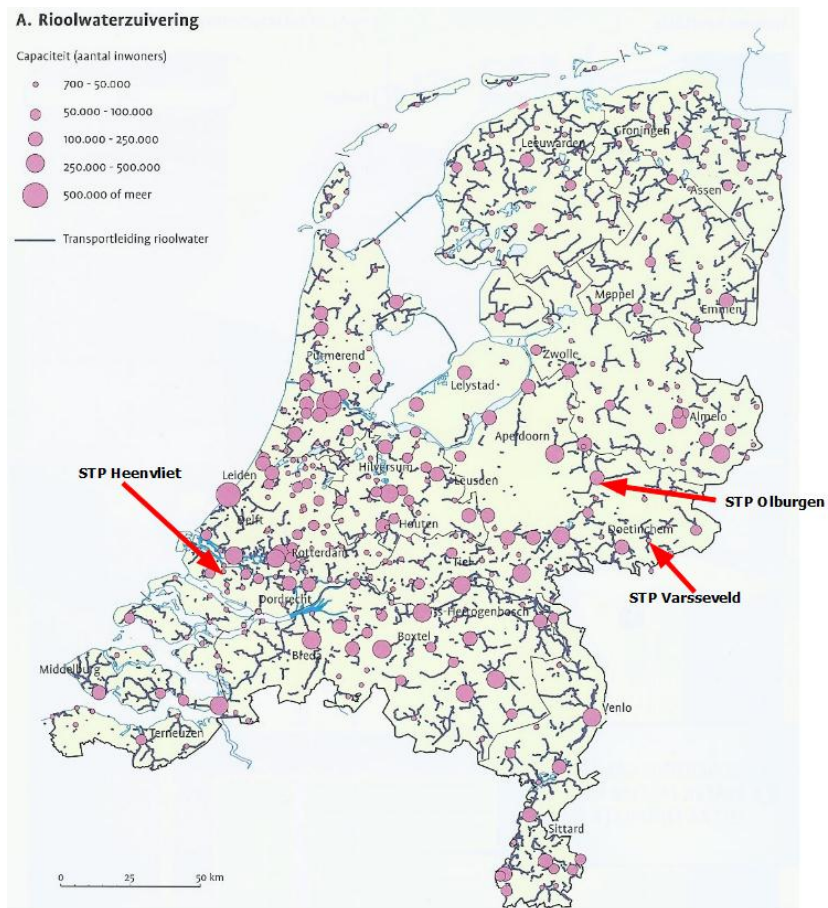 A. Rioolwaterzuivering
Capaciteit (aantal inwoners)
700 - 50.000
50.000 - 100.000
100.000 - 250.000
250.000 - 500.000
500.000 of meer
Transportleiding rioolwater
Leeuwarden
Groningen
Assen
Meppel
Emmen
Purmerend
Zwolle
Lelystad
Almelo
Apeldoorn
STP Heenvliet
Leiden
Hilversum
Leusden
STP Olburgen
Delft
Houten
Doetinchem
Rotterdam
Tiel
STP Varsseveld
Dordrecht
's-Hertogenbosch
Boxtel
Breda
Middelburg
Venlo
Terneuzen
Sittard
0 25 50 km